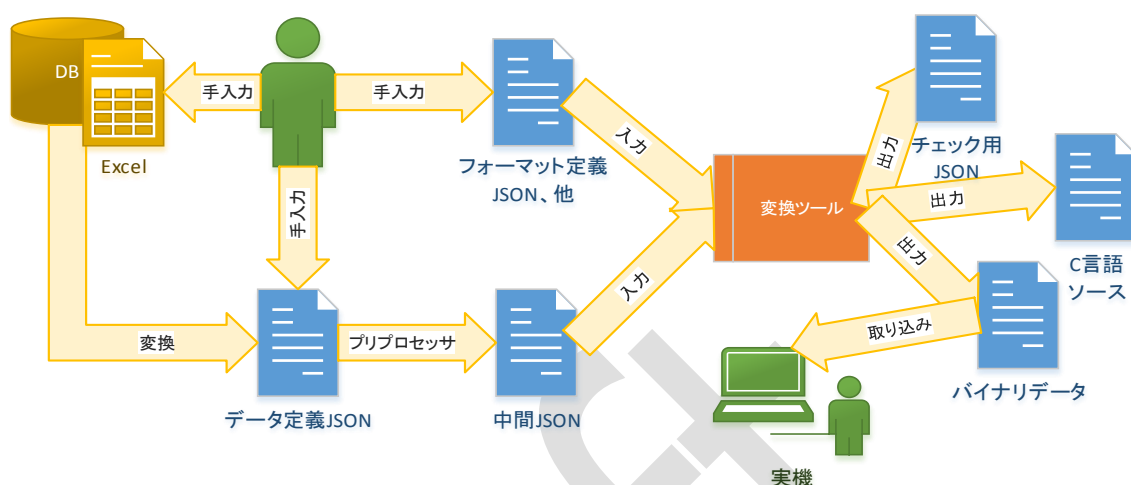 DB
Excel
手入力
手入力
手入力
フォーマット定義
JSON、他
入力
入力
変換ツール
出力
チェック用
JSON
出力
C言語
ソース
出力
取り込み
バイナリデータ
変換
プリプロセッサ
データ定義JSON
中間JSON
実機